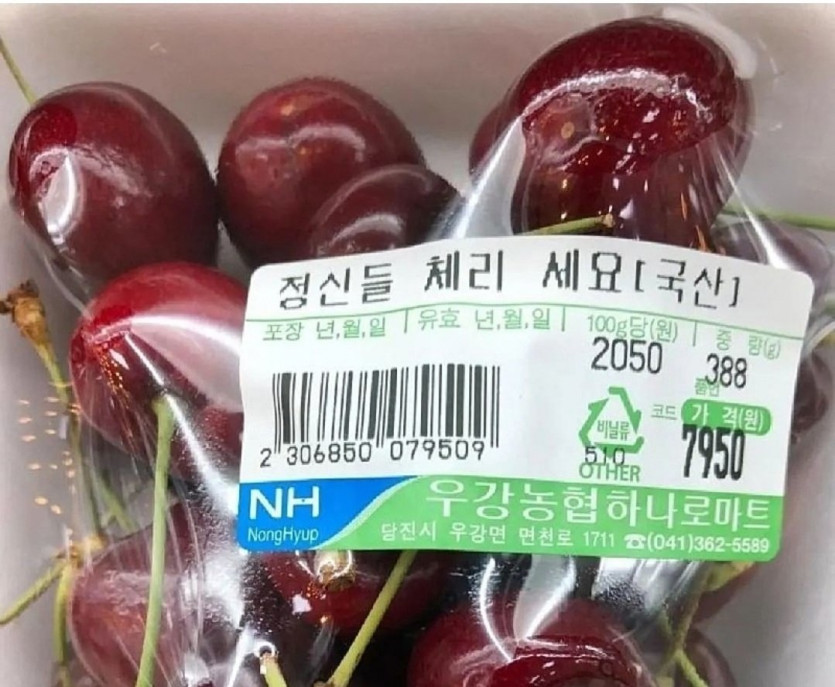 정신들 체리 세요[국산]
포장 년,월,일 | 유효 년,월,일 | 100g당(원) | 중 량(g)
2050 388
코드 가 격(원)
7950
2 306850 079509
비닐류
510
OTHER
NH 우강농협하나로마트
NongHyup 당진시 우강면 면천로 1711 ☎(041)362-5589